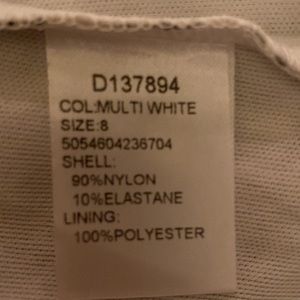 D137894
COL:MULTI WHITE
SIZE:8
5054604236704
SHELL:
90%NYLON
10%ELASTANE
LINING:
100%POLYESTER